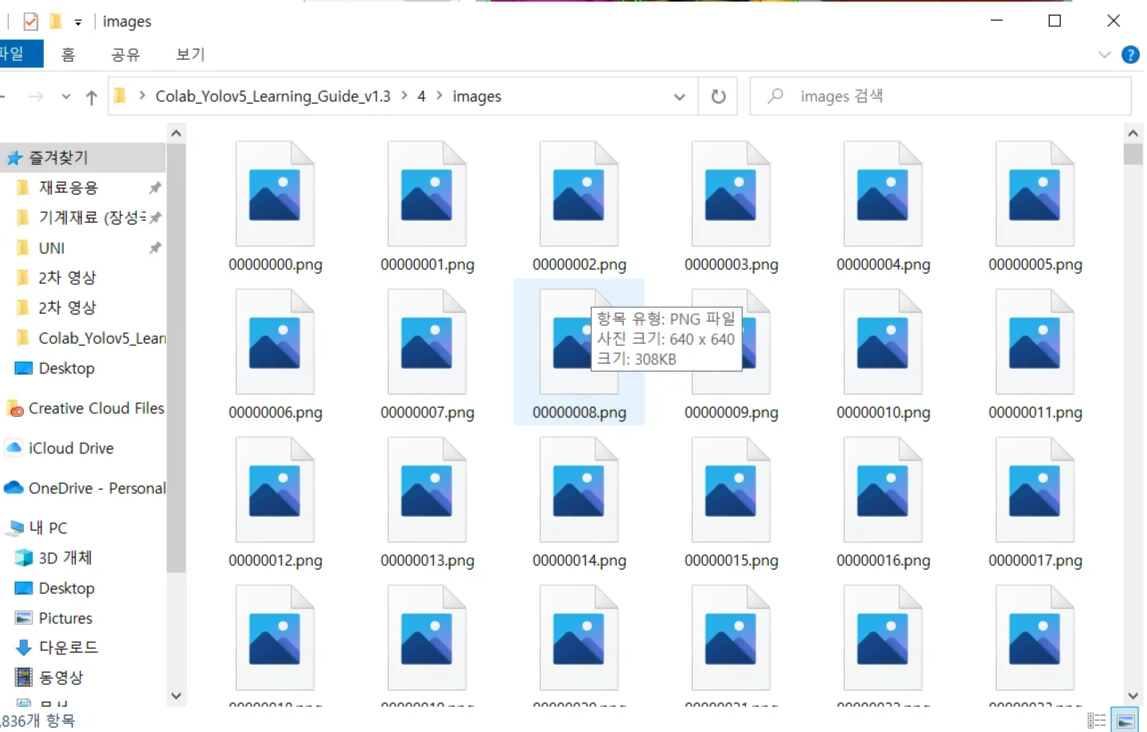 images
파일
홈
공유
보기
Colab_Yolov5_Learning_Guide_v1.3 > 4 > images
images 검색
즐겨찾기
재료응용
기계재료 (장성국
UNI
2차 영상
2차 영상
Colab_Yolov5_Learn
Desktop
Creative Cloud Files
iCloud Drive
OneDrive - Personal
내 PC
3D 개체
Desktop
Pictures
다운로드
동영상
,836개 항목
00000000.png
00000001.png
00000002.png
00000003.png
00000004.png
00000005.png
항목 유형: PNG 파일
사진 크기: 640 x 640
크기: 308KB
00000006.png
00000007.png
00000008.png
00000009.png
00000010.png
00000011.png
00000012.png
00000013.png
00000014.png
00000015.png
00000016.png
00000017.png